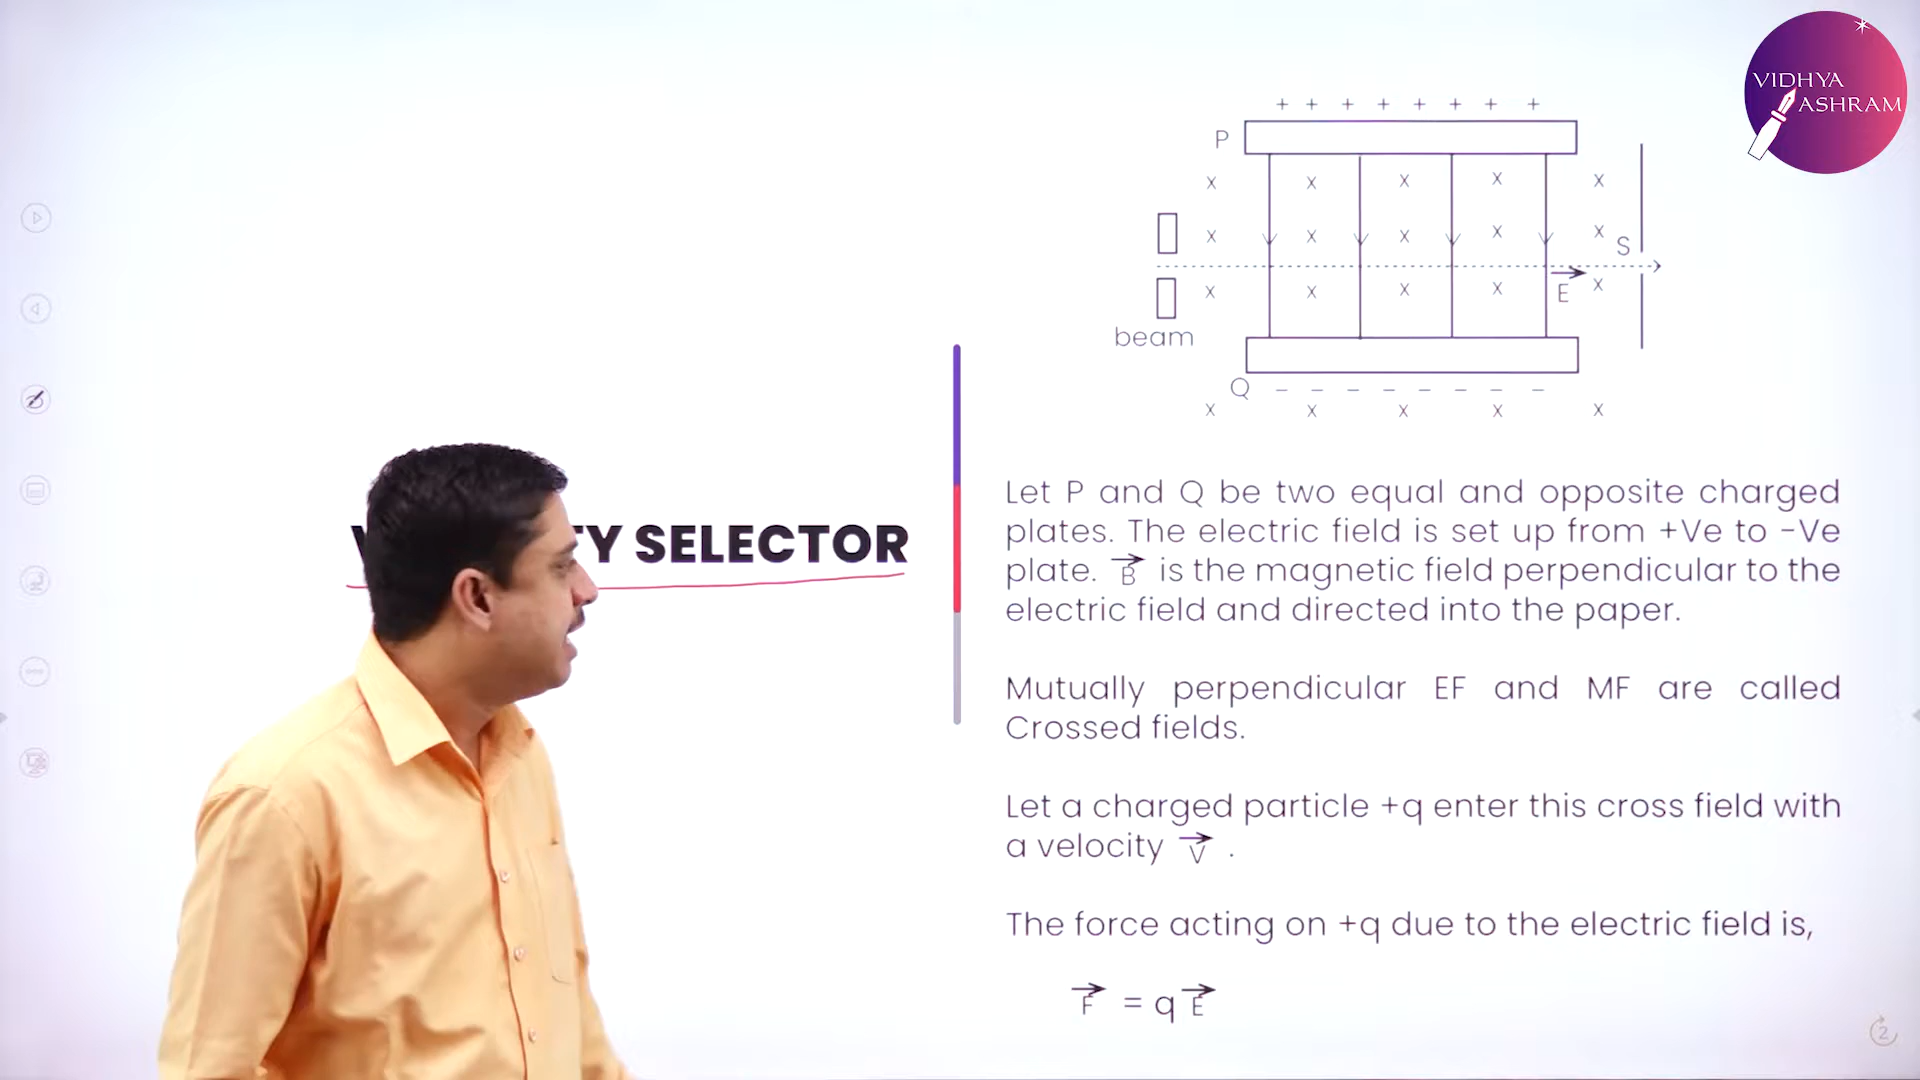 VIDHYA
ASHRAM
+ + + + + + + +
P
x x x x x
x x x x x
S
x x x x x
E
beam
Q − − − − − − − −
x x x x x
SELECTOR
Let P and Q be two equal and opposite charged
plates. The electric field is set up from +Ve to -Ve
plate. B is the magnetic field perpendicular to the
electric field and directed into the paper.
Mutually perpendicular EF and MF are called
Crossed fields.
Let a charged particle +q enter this cross field with
a velocity V .
The force acting on +q due to the electric field is,
F = q E
2